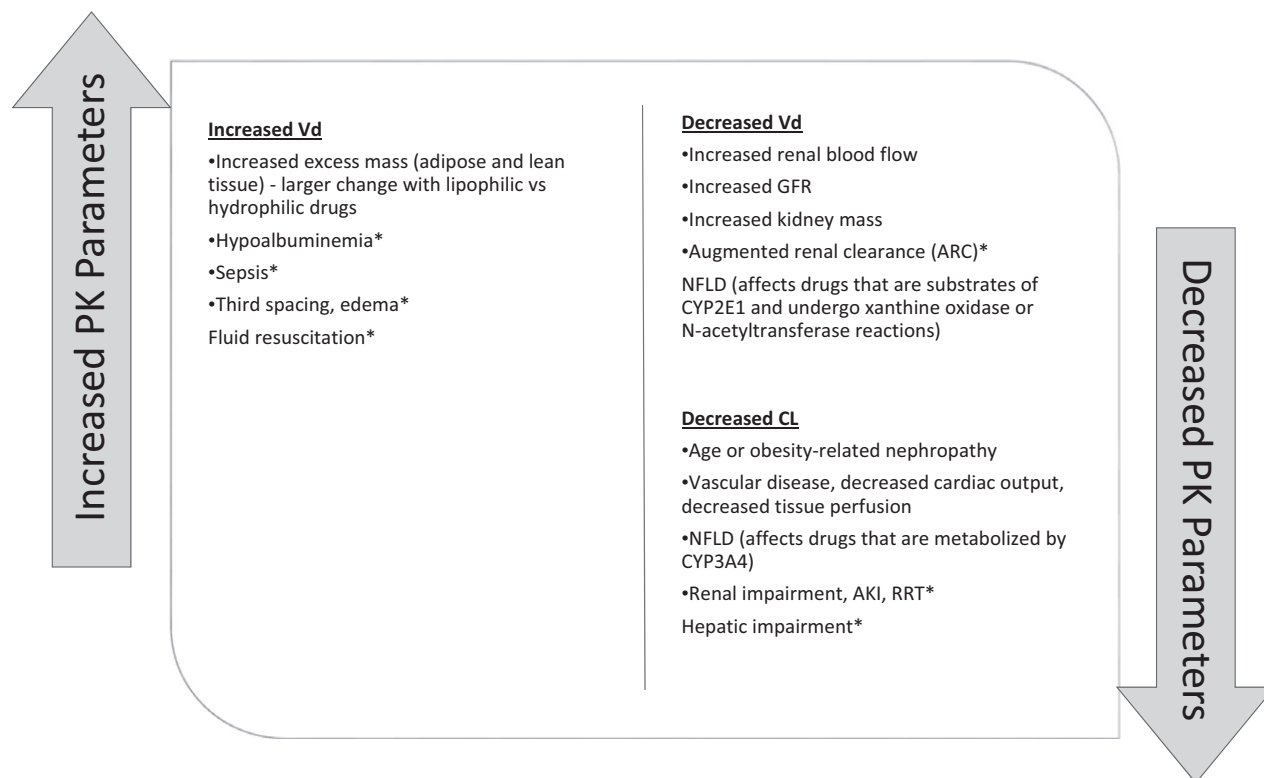 Increased PK Parameters
Increased Vd
•Increased excess mass (adipose and lean
tissue) - larger change with lipophilic vs
hydrophilic drugs
•Hypoalbuminemia*
•Sepsis*
•Third spacing, edema*
Fluid resuscitation*
Decreased Vd
•Increased renal blood flow
•Increased GFR
•Increased kidney mass
•Augmented renal clearance (ARC)*
NFLD (affects drugs that are substrates of
CYP2E1 and undergo xanthine oxidase or
N-acetyltransferase reactions)
Decreased CL
•Age or obesity-related nephropathy
•Vascular disease, decreased cardiac output,
decreased tissue perfusion
•NFLD (affects drugs that are metabolized by
CYP3A4)
•Renal impairment, AKI, RRT*
Hepatic impairment*
Decreased PK Parameters